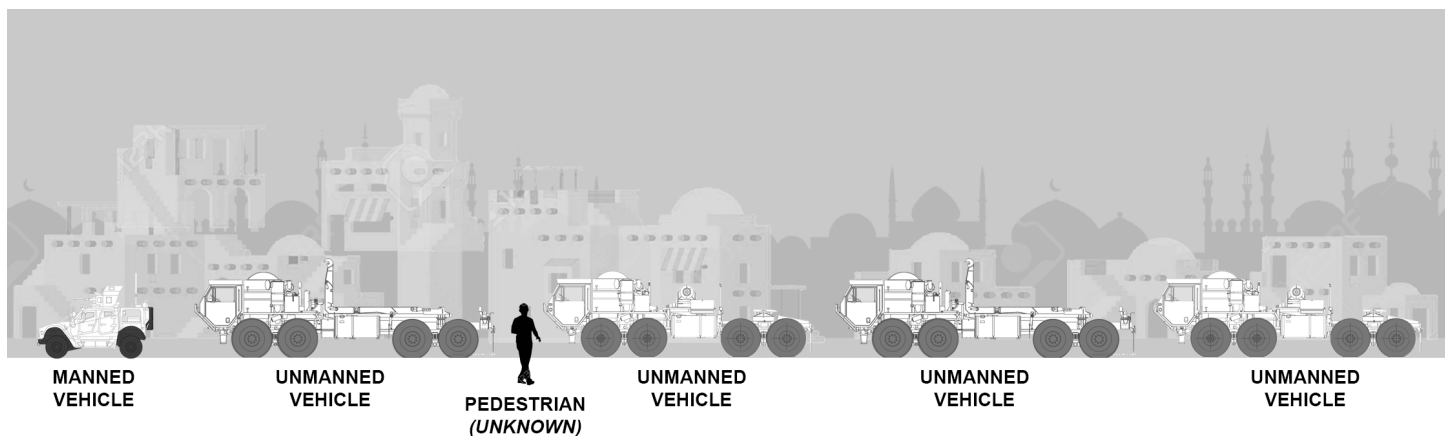 MANNED
VEHICLE
UNMANNED
VEHICLE
PEDESTRIAN
(UNKNOWN)
UNMANNED
VEHICLE
UNMANNED
VEHICLE
UNMANNED
VEHICLE